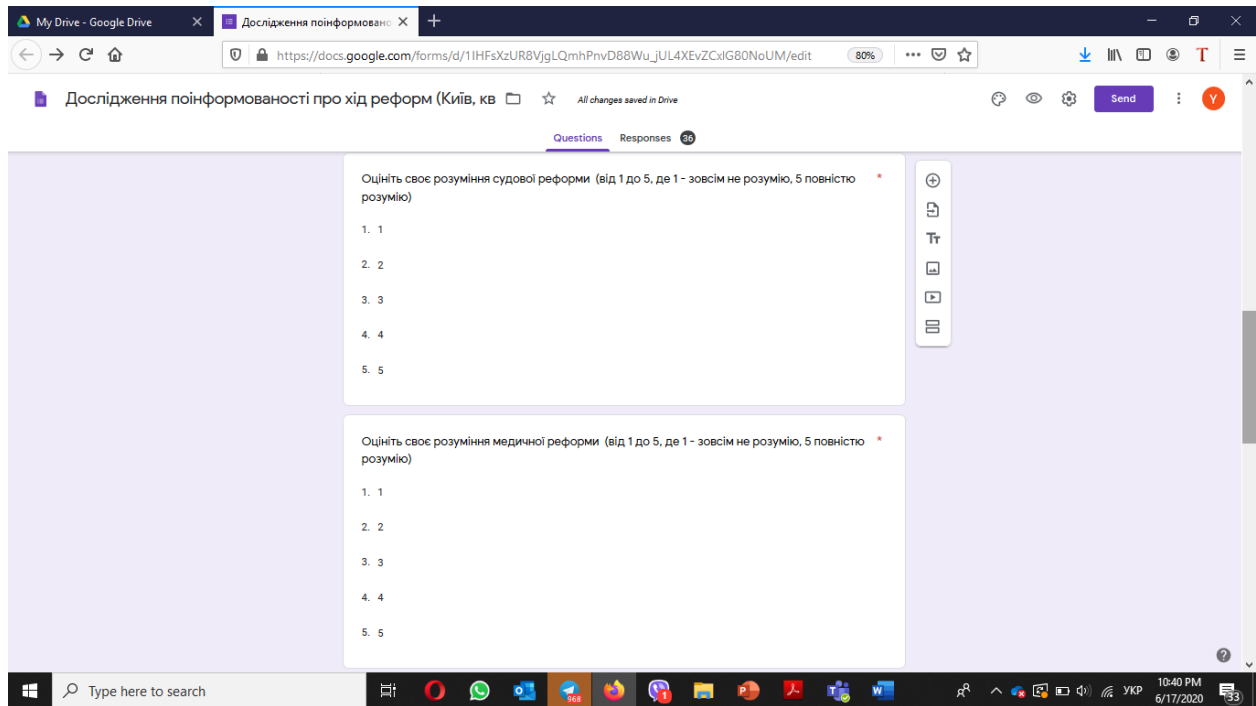 My Drive - Google Drive
Дослідження поінформовано
https://docs.google.com/forms/d/1IHFsXzUR8VjgLQmhPnvD88Wu_jUL4XEvZCxlG80NoUM/edit
80%
Дослідження поінформованості про хід реформ (Київ, кв
All changes saved in Drive
Send
Y
Questions
Responses 36
Оцініть своє розуміння судової реформи (від 1 до 5, де 1 - зовсім не розумію, 5 повністю *
розумію)
1. 1
2. 2
3. 3
4. 4
5. 5
Оцініть своє розуміння медичної реформи (від 1 до 5, де 1 - зовсім не розумію, 5 повністю *
розумію)
1. 1
2. 2
3. 3
4. 4
5. 5
Type here to search
968
УКР
10:40 PM
6/17/2020
33